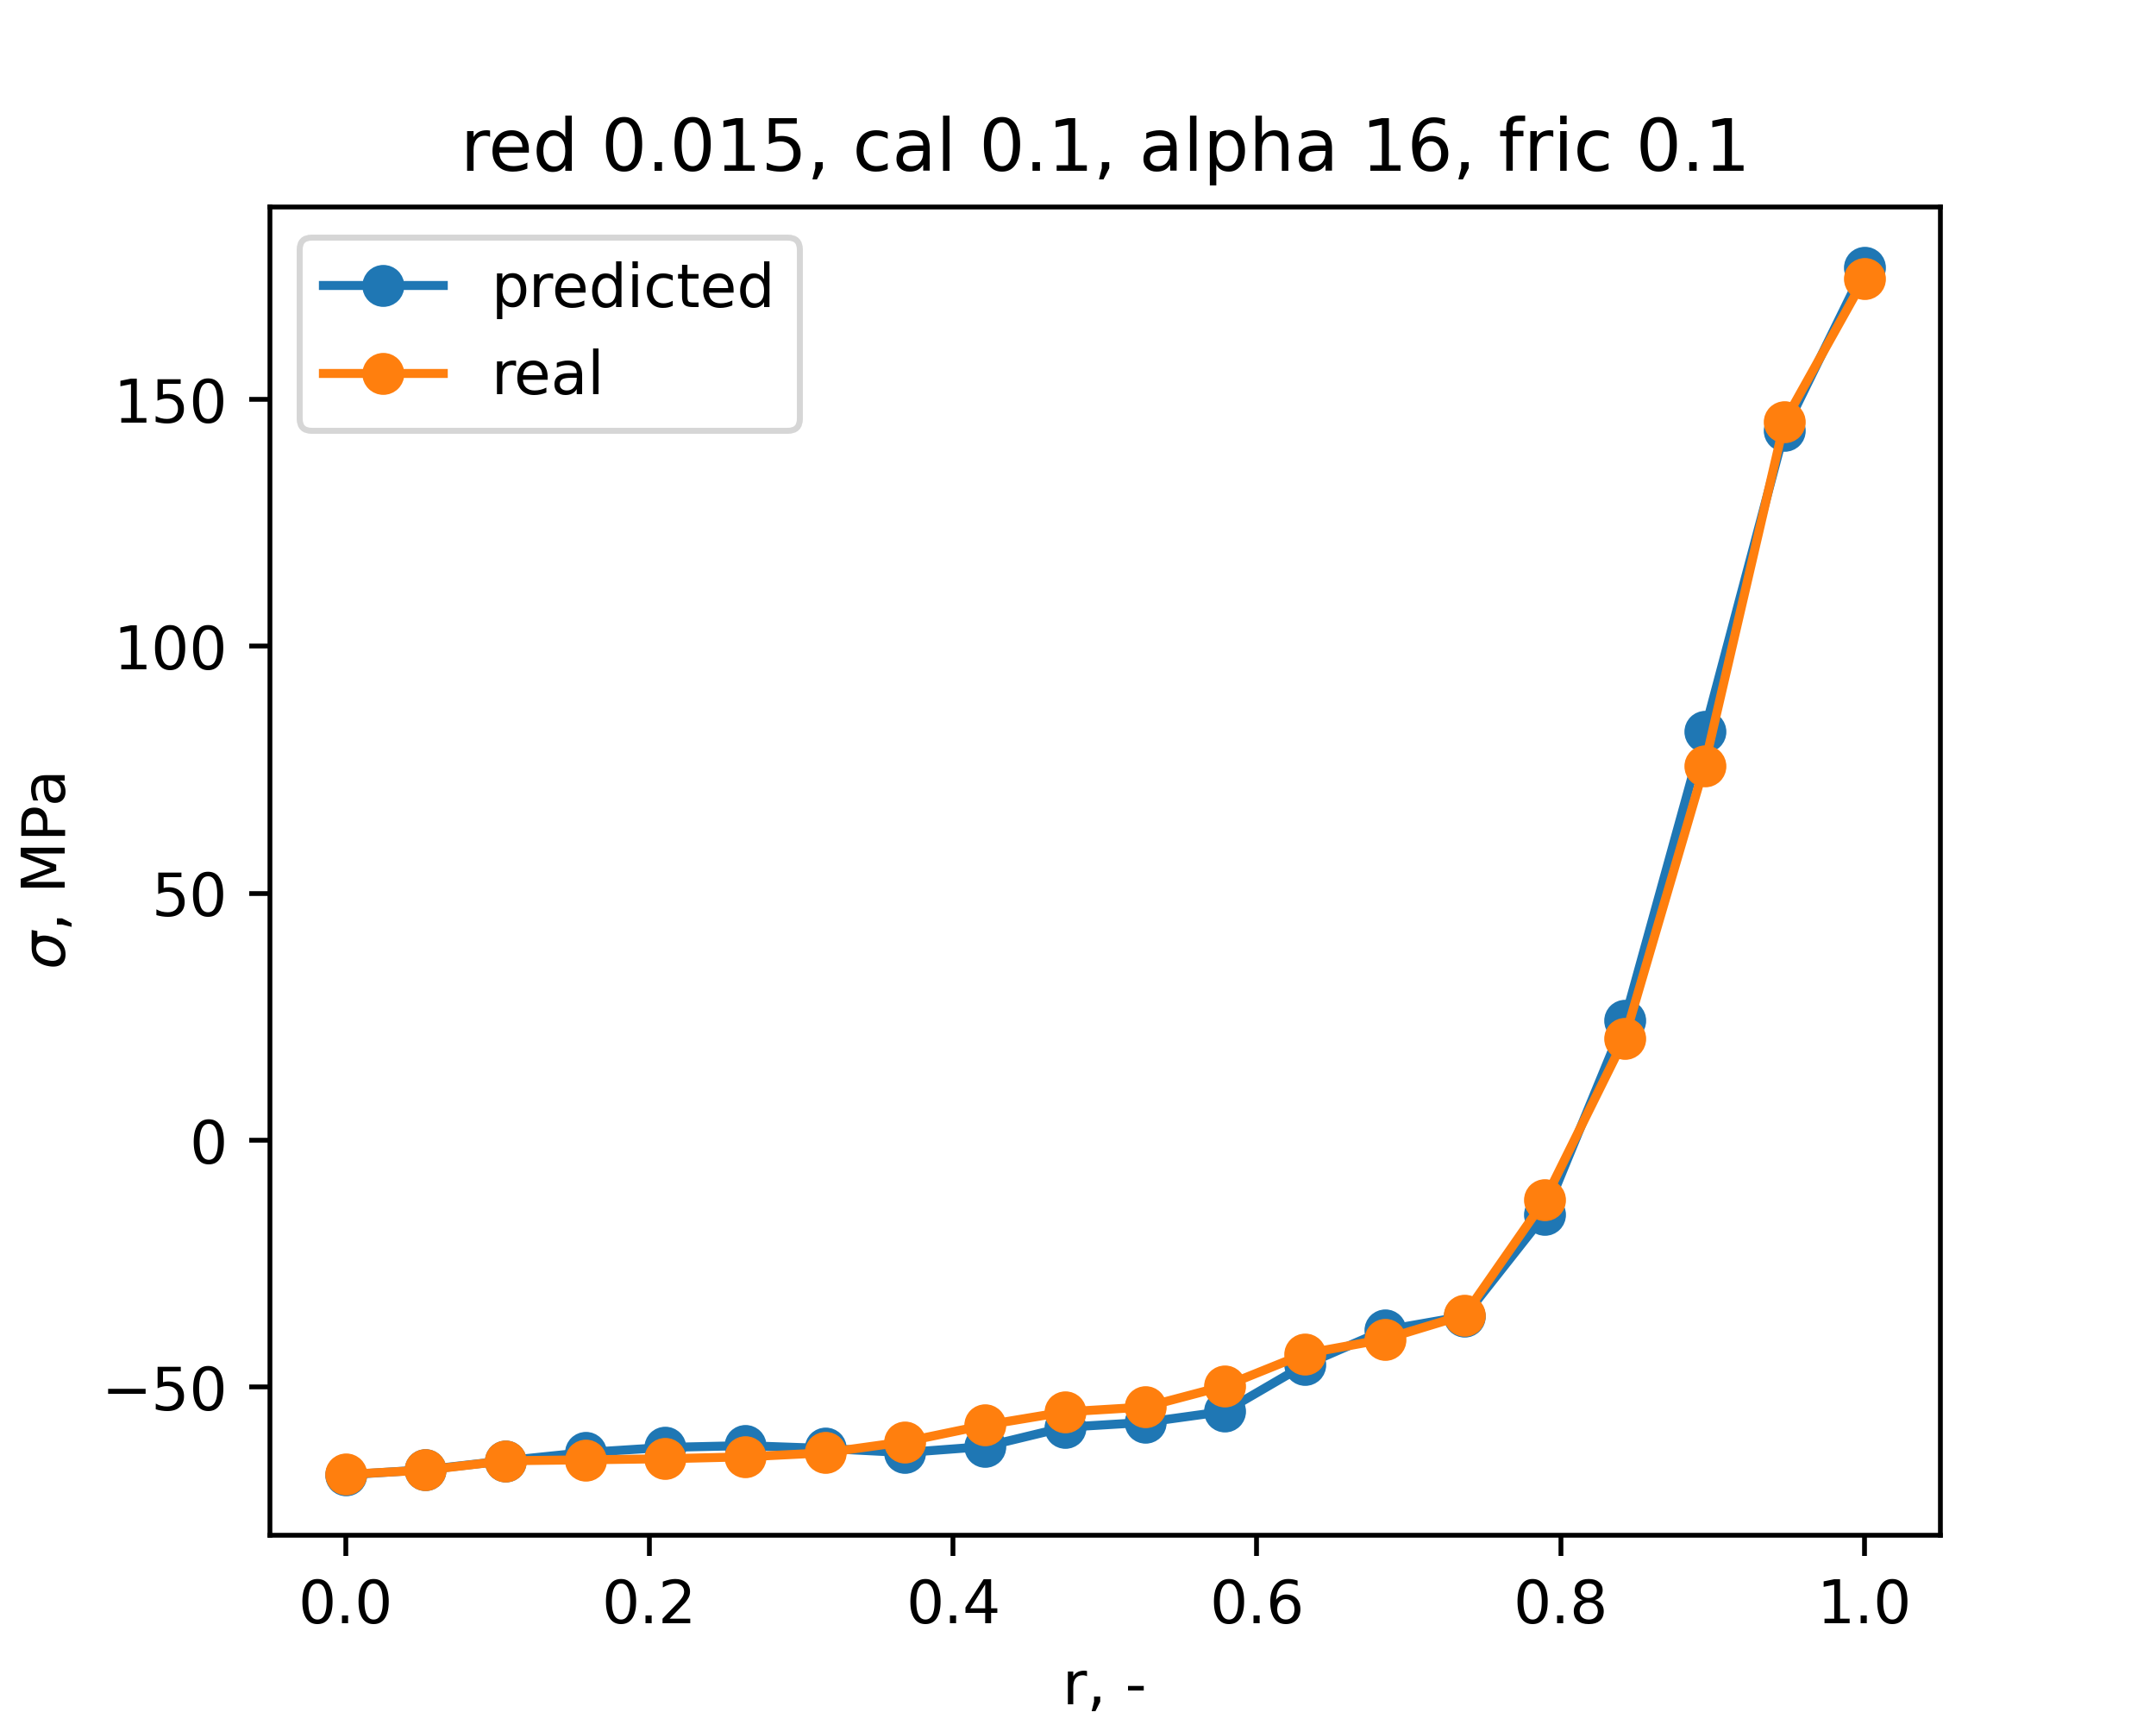 red 0.015, cal 0.1, alpha 16, fric 0.1
predicted
real
150
100
50
0
−50
σ, MPa
0.0 0.2 0.4 0.6 0.8 1.0
r, -